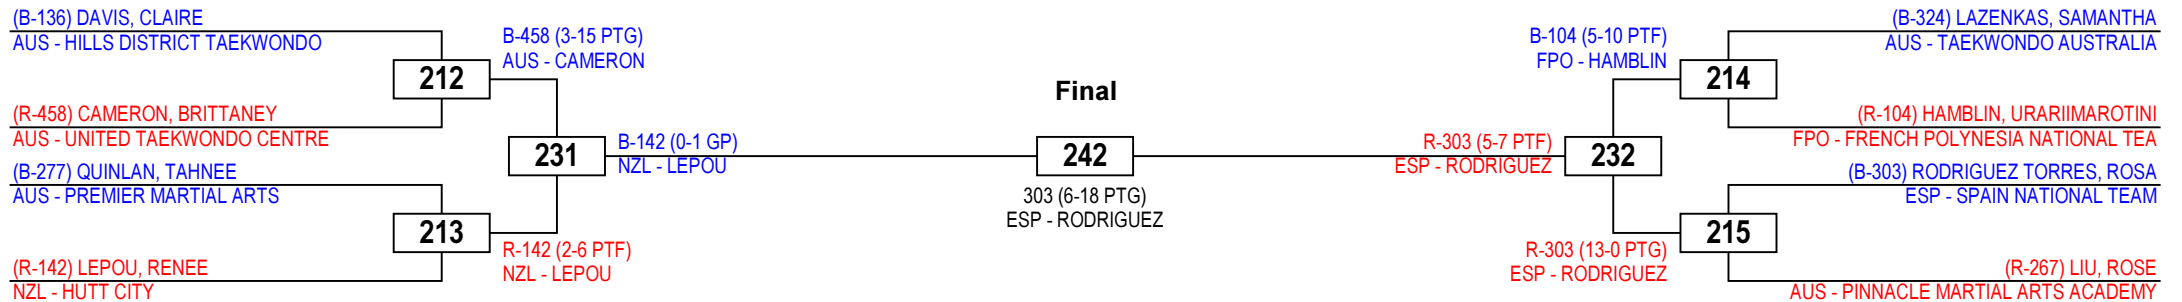 (B-136) DAVIS, CLAIRE
AUS - HILLS DISTRICT TAEKWONDO
212
(R-458) CAMERON, BRITTANEY
AUS - UNITED TAEKWONDO CENTRE
B-458 (3-15 PTG)
AUS - CAMERON
231
(B-277) QUINLAN, TAHNEE
AUS - PREMIER MARTIAL ARTS
213
(R-142) LEPOU, RENEE
NZL - HUTT CITY
R-142 (2-6 PTF)
NZL - LEPOU
B-142 (0-1 GP)
NZL - LEPOU
Final
242
303 (6-18 PTG)
ESP - RODRIGUEZ
R-303 (5-7 PTF)
ESP - RODRIGUEZ
232
B-104 (5-10 PTF)
FPO - HAMBLIN
214
(B-324) LAZENKAS, SAMANTHA
AUS - TAEKWONDO AUSTRALIA
(R-104) HAMBLIN, URARIIMAROTINI
FPO - FRENCH POLYNESIA NATIONAL TEA
(B-303) RODRIGUEZ TORRES, ROSA
ESP - SPAIN NATIONAL TEAM
215
R-303 (13-0 PTG)
ESP - RODRIGUEZ
(R-267) LIU, ROSE
AUS - PINNACLE MARTIAL ARTS ACADEMY